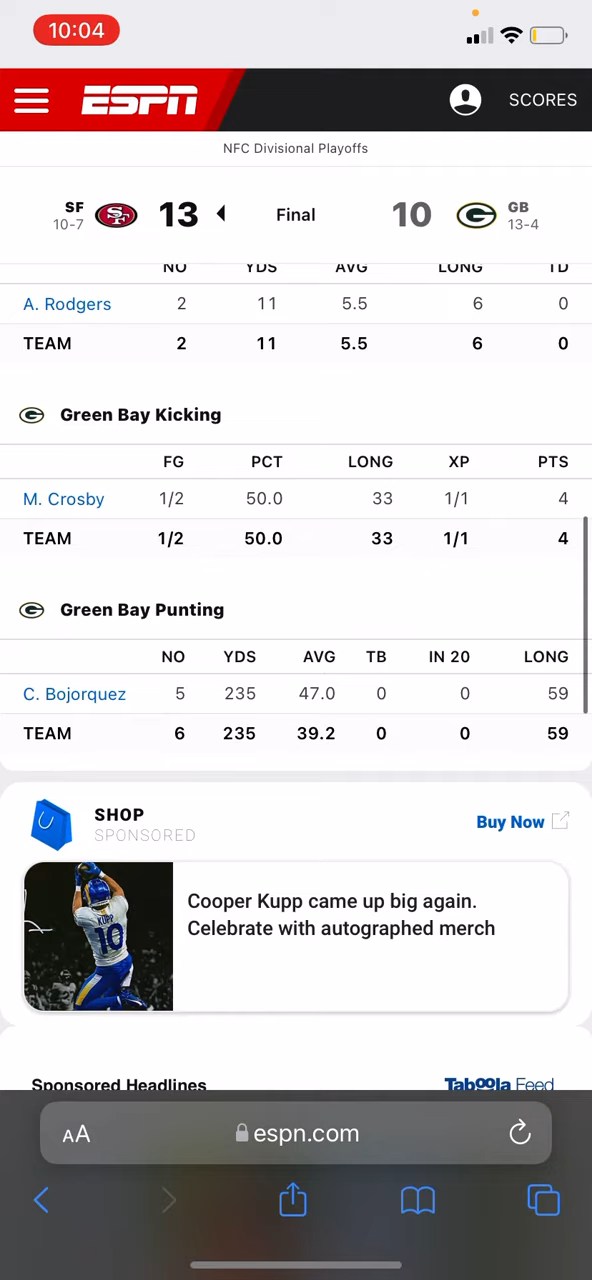 10:04
ESPN
SCORES
NFC Divisional Playoffs
SF 13 Final 10 GB
10-7 13-4
NO YDS AVG LONG TD
A. Rodgers 2 11 5.5 6 0
TEAM 2 11 5.5 6 0
Green Bay Kicking
FG PCT LONG XP PTS
M. Crosby 1/2 50.0 33 1/1 4
TEAM 1/2 50.0 33 1/1 4
Green Bay Punting
NO YDS AVG TB IN 20 LONG
C. Bojorquez 5 235 47.0 0 0 59
TEAM 6 235 39.2 0 0 59
SHOP
SPONSORED
Buy Now
KUPP
10
Cooper Kupp came up big again.
Celebrate with autographed merch
Sponsored Headlines Taboola Feed
AA espn.com